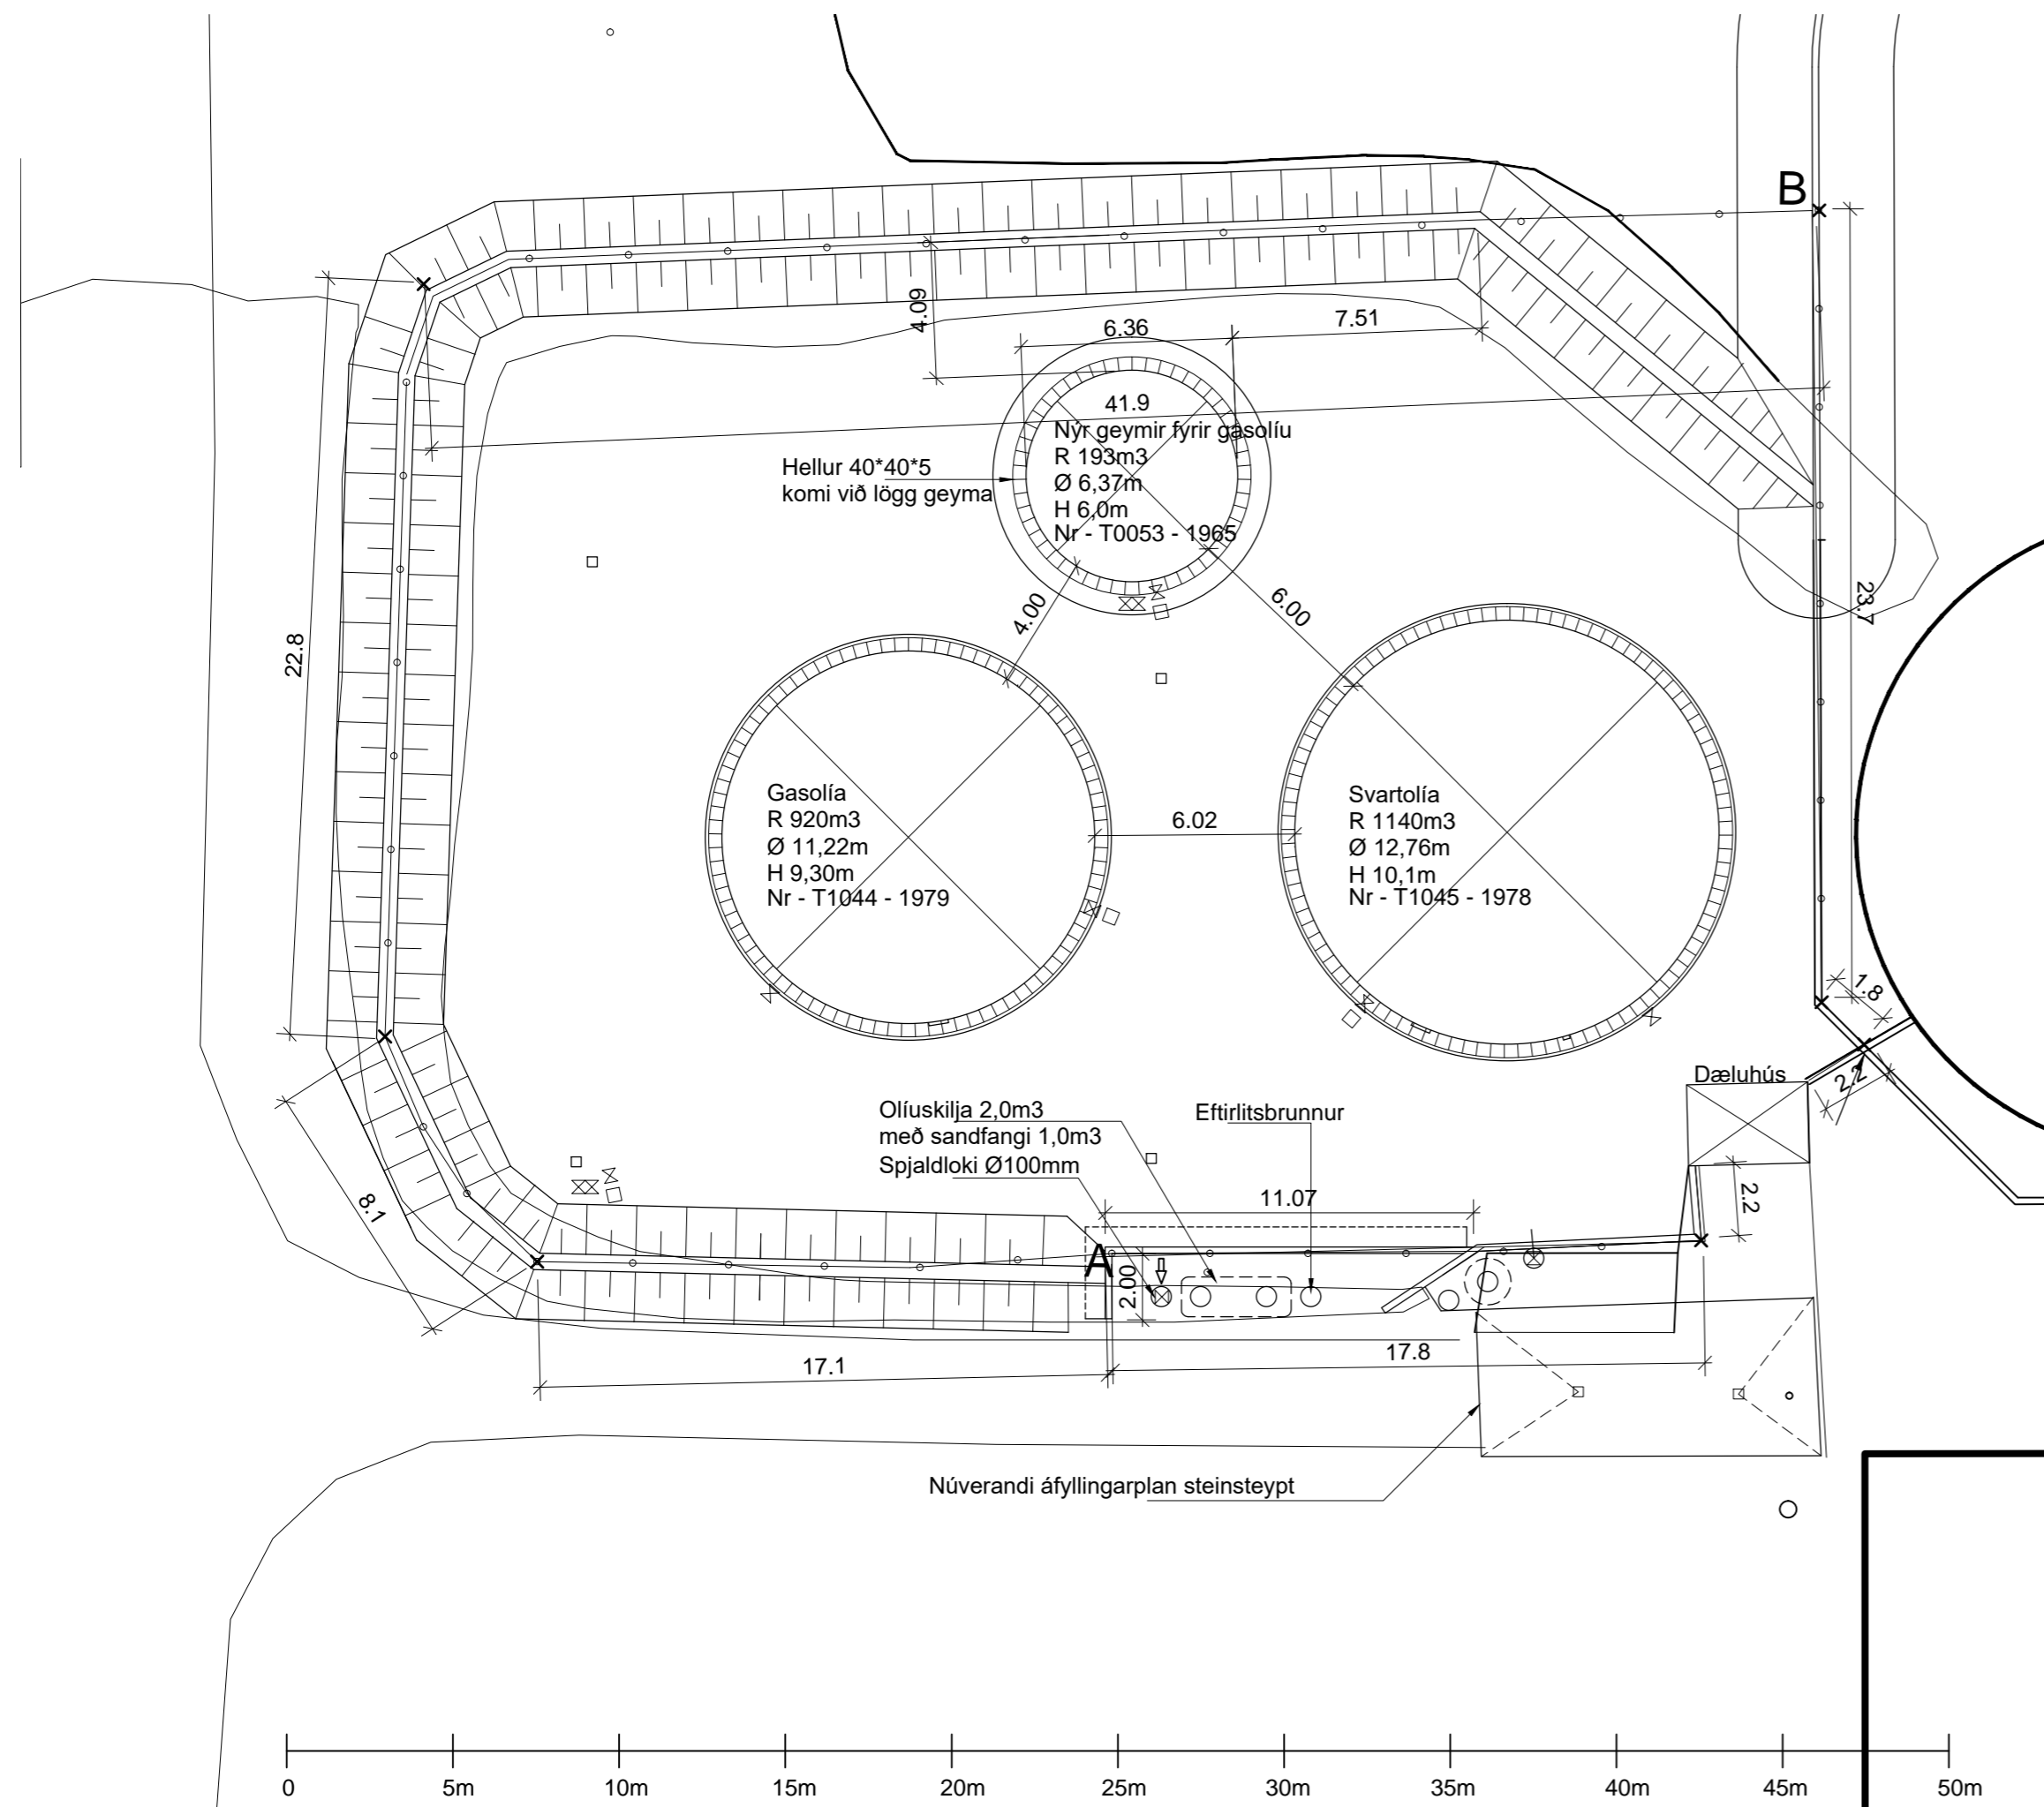 B
4.09
6.36
7.51
41.9
Nýr geymir fyrir gasolíu
R 193m3
Ø 6,37m
H 6,0m
Nr - T0053 - 1965
Hellur 40*40*5
komi við lögg geyma
4.00
6.00
23.7
22.8
Gasolía
R 920m3
Ø 11,22m
H 9,30m
Nr - T1044 - 1979
6.02
Svartolía
R 1140m3
Ø 12,76m
H 10,1m
Nr - T1045 - 1978
1.8
Dæluhús
2.2
Olíuskilja 2,0m3
með sandfangi 1,0m3
Spjaldloki Ø100mm
Eftirlitsbrunnur
8.1
11.07
2.2
A
2.00
17.1
17.8
Núverandi áfyllingarplan steinsteypt
0 5m 10m 15m 20m 25m 30m 35m 40m 45m 50m